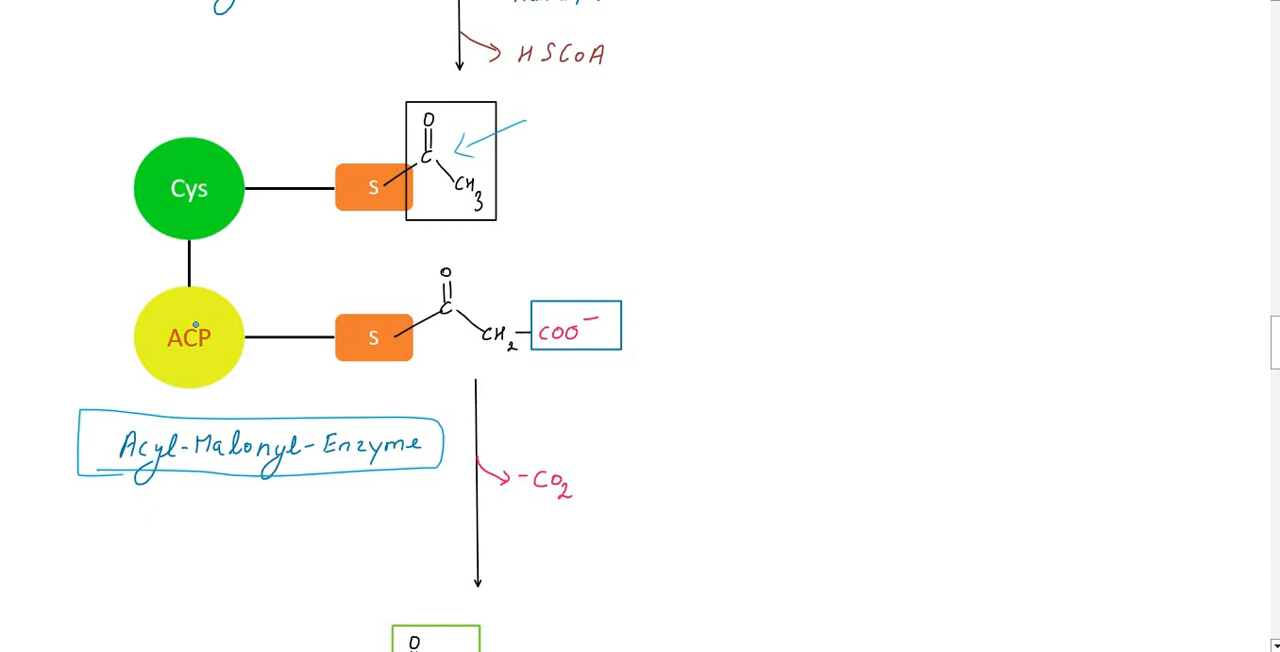 HSCoA
O
C
Cys
S
CH3
O
C
ACP
S
CH2
COO−
Acyl-Malonyl-Enzyme
-CO2
O